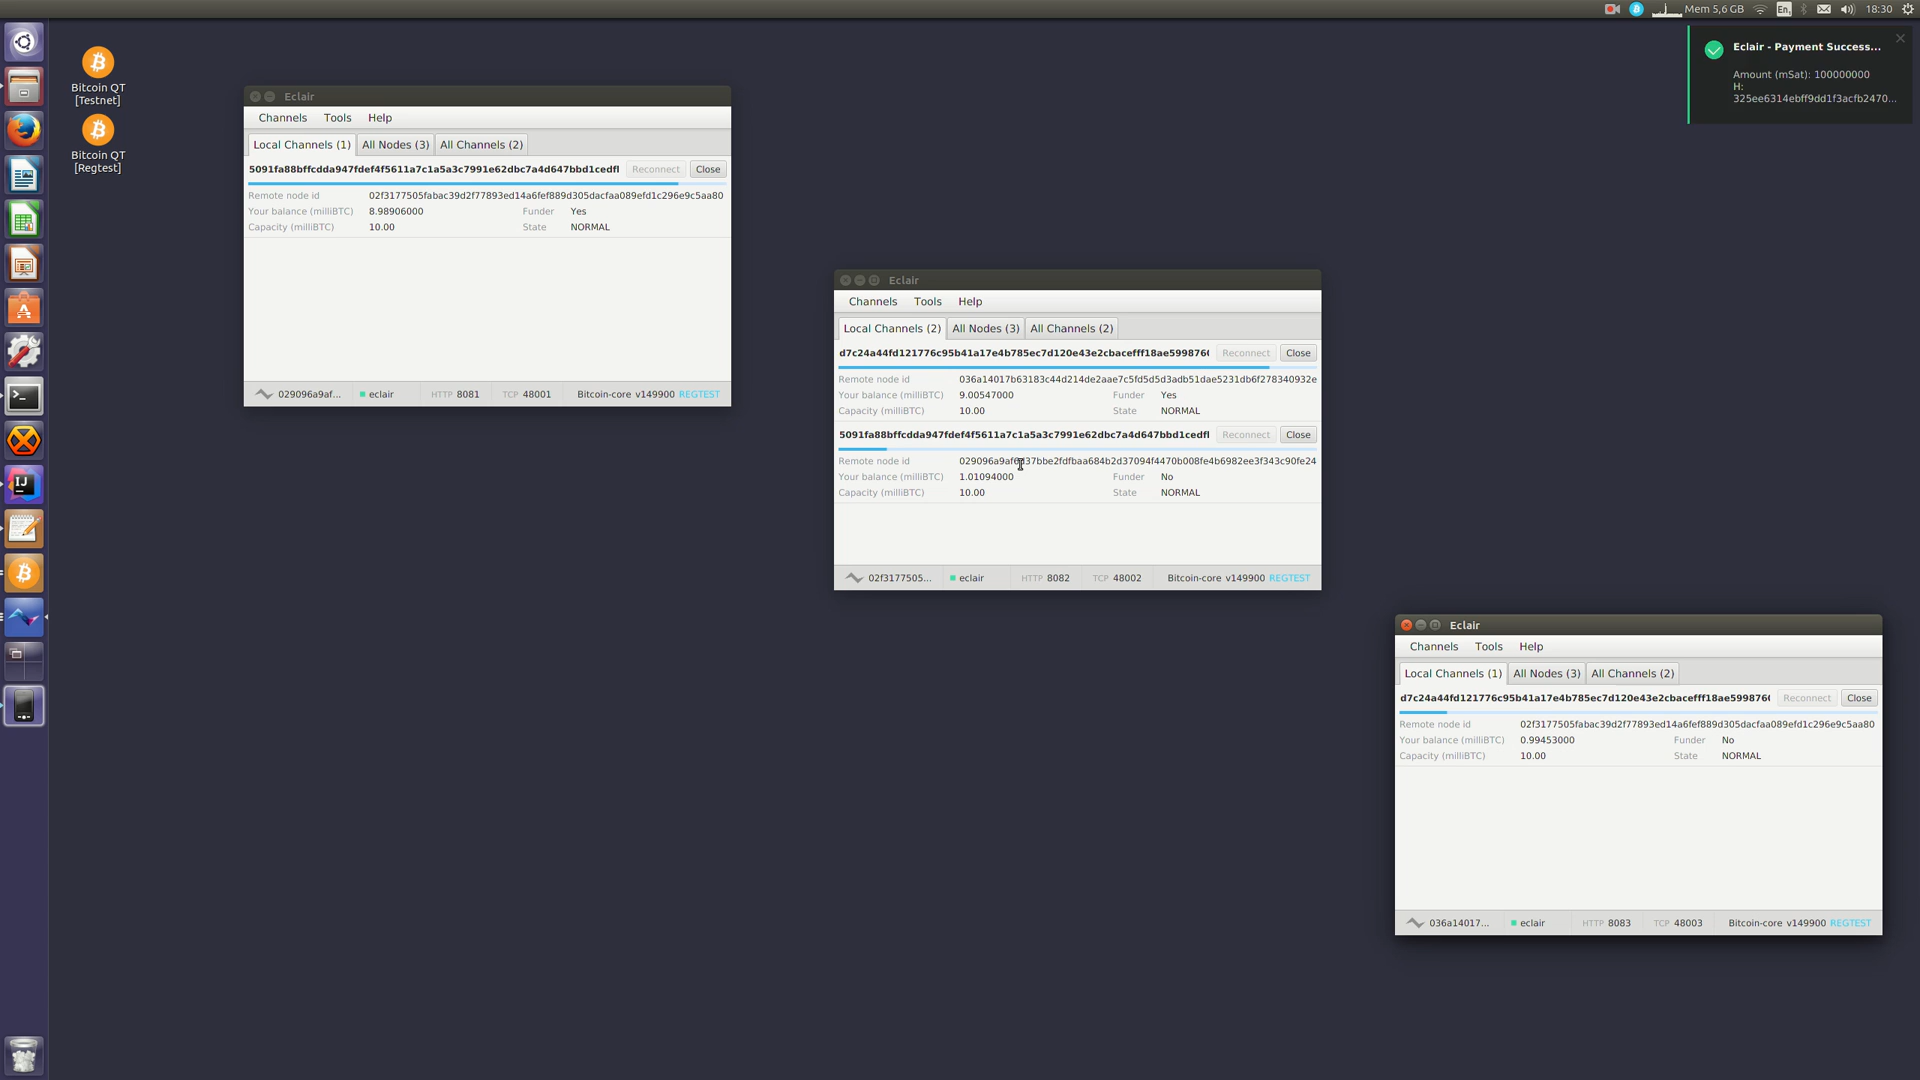 Mem 5,6 GB
En
18:30
Bitcoin QT
[Testnet]
Bitcoin QT
[Regtest]
Eclair - Payment Success...
Amount (mSat): 100000000
H:
325ee6314ebff9dd1f3acfb2470...
Eclair
Channels Tools Help
Local Channels (1) All Nodes (3) All Channels (2)
5091fa88bffcdda947fdef4f5611a7c1a5a3c7991e62dbc7a4d647bbd1cedfl Reconnect Close
Remote node id 02f3177505fabac39d2f77893ed14a6fef889d305dacfaa089efd1c296e9c5aa80
Your balance (milliBTC) 8.98906000 Funder Yes
Capacity (milliBTC) 10.00 State NORMAL
029096a9af... eclair HTTP 8081 TCP 48001 Bitcoin-core v149900 REGTEST
Eclair
Channels Tools Help
Local Channels (2) All Nodes (3) All Channels (2)
d7c24a44fd121776c95b41a17e4b785ec7d120e43e2cbacefff18ae5998760 Reconnect Close
Remote node id 036a14017b63183c44d214de2aae7c5fd5d5d3adb51dae5231db6f278340932e
Your balance (milliBTC) 9.00547000 Funder Yes
Capacity (milliBTC) 10.00 State NORMAL
5091fa88bffcdda947fdef4f5611a7c1a5a3c7991e62dbc7a4d647bbd1cedfl Reconnect Close
Remote node id
Your balance (milliBTC) 1.01094000 Funder No
Capacity (milliBTC) 10.00 State NORMAL
02f3177505... eclair HTTP 8082 TCP 48002 Bitcoin-core v149900 REGTEST
Eclair
Channels Tools Help
Local Channels (1) All Nodes (3) All Channels (2)
d7c24a44fd121776c95b41a17e4b785ec7d120e43e2cbacefff18ae5998760 Reconnect Close
Remote node id 02f3177505fabac39d2f77893ed14a6fef889d305dacfaa089efd1c296e9c5aa80
Your balance (milliBTC) 0.99453000 Funder No
Capacity (milliBTC) 10.00 State NORMAL
036a14017... eclair HTTP 8083 TCP 48003 Bitcoin-core v149900 REGTEST